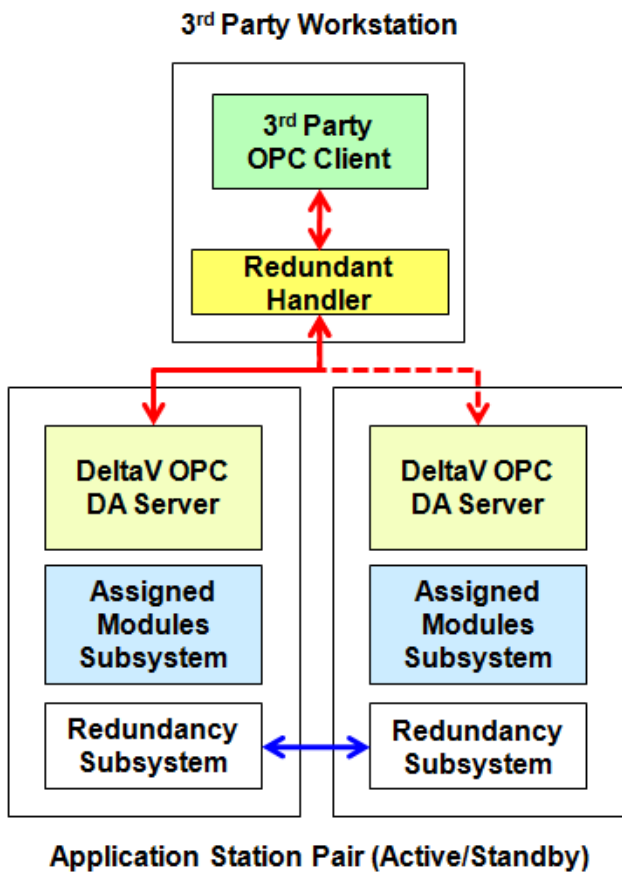 3rd Party Workstation
3rd Party
OPC Client
Redundant
Handler
DeltaV OPC
DA Server
Assigned
Modules
Subsystem
Redundancy
Subsystem
DeltaV OPC
DA Server
Assigned
Modules
Subsystem
Redundancy
Subsystem
Application Station Pair (Active/Standby)